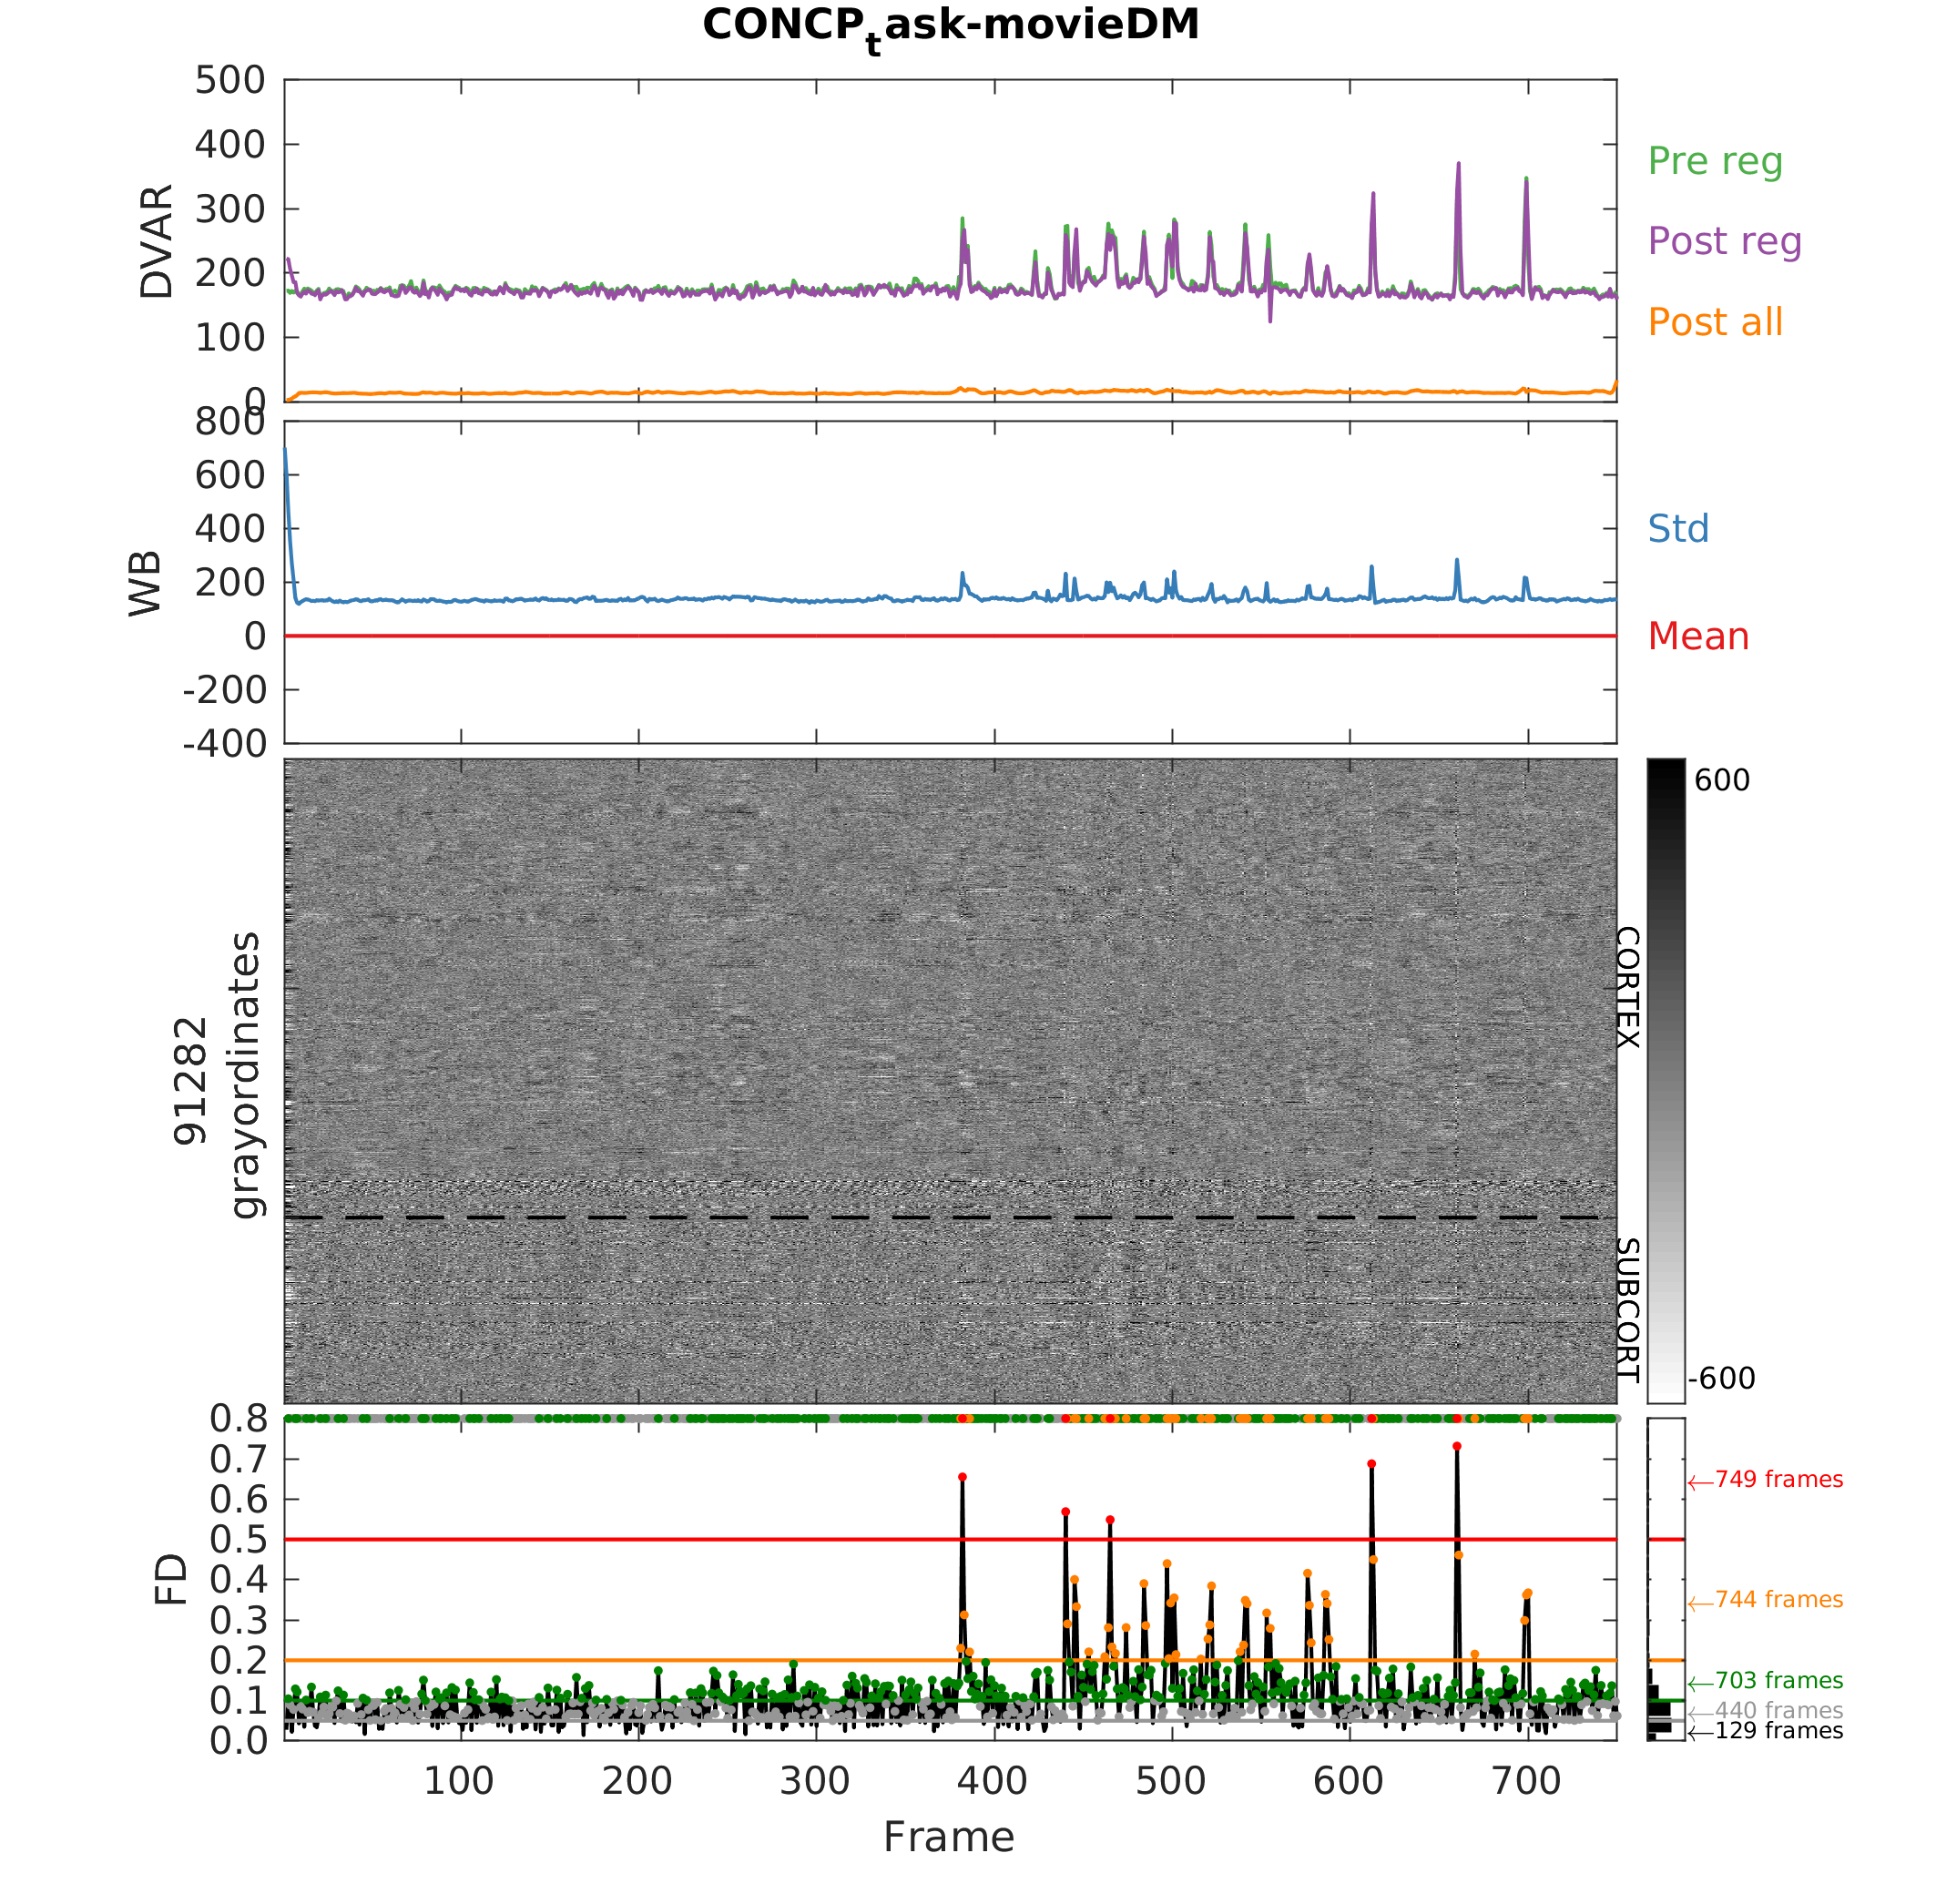 CONCPtask-movieDM
500
400
300
200
100
0
DVAR
Pre reg
Post reg
Post all
800
600
400
200
0
-200
-400
WB
Std
Mean
91282
grayordinates
CORTEX
SUBCORT
600
-600
0.8
0.7
0.6
0.5
0.4
0.3
0.2
0.1
0.0
FD
←749 frames
←744 frames
←703 frames
←440 frames
←129 frames
100 200 300 400 500 600 700
Frame